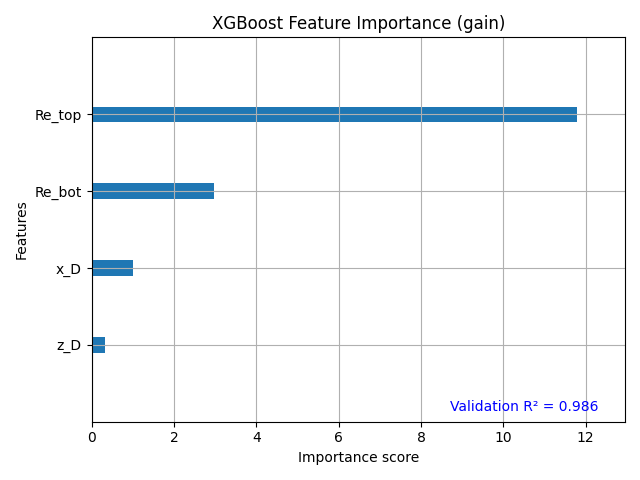 XGBoost Feature Importance (gain)
Re_top
Re_bot
x_D
z_D
Features
Validation R² = 0.986
0 2 4 6 8 10 12
Importance score